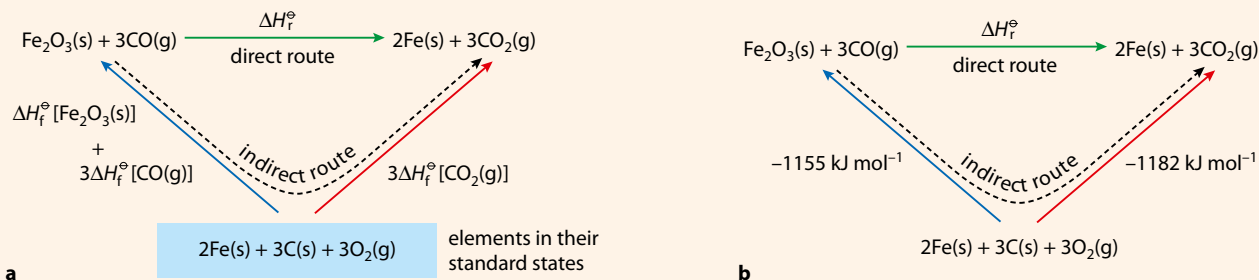 ΔH⦵r
Fe2O3(s) + 3CO(g)
2Fe(s) + 3CO2(g)
direct route
ΔH⦵f [Fe2O3(s)]
+
3ΔH⦵f [CO(g)]
indirect route
3ΔH⦵f [CO2(g)]
2Fe(s) + 3C(s) + 3O2(g)
elements in their
standard states
a
ΔH⦵r
Fe2O3(s) + 3CO(g)
2Fe(s) + 3CO2(g)
direct route
–1155 kJ mol–1
indirect route
–1182 kJ mol–1
2Fe(s) + 3C(s) + 3O2(g)
b